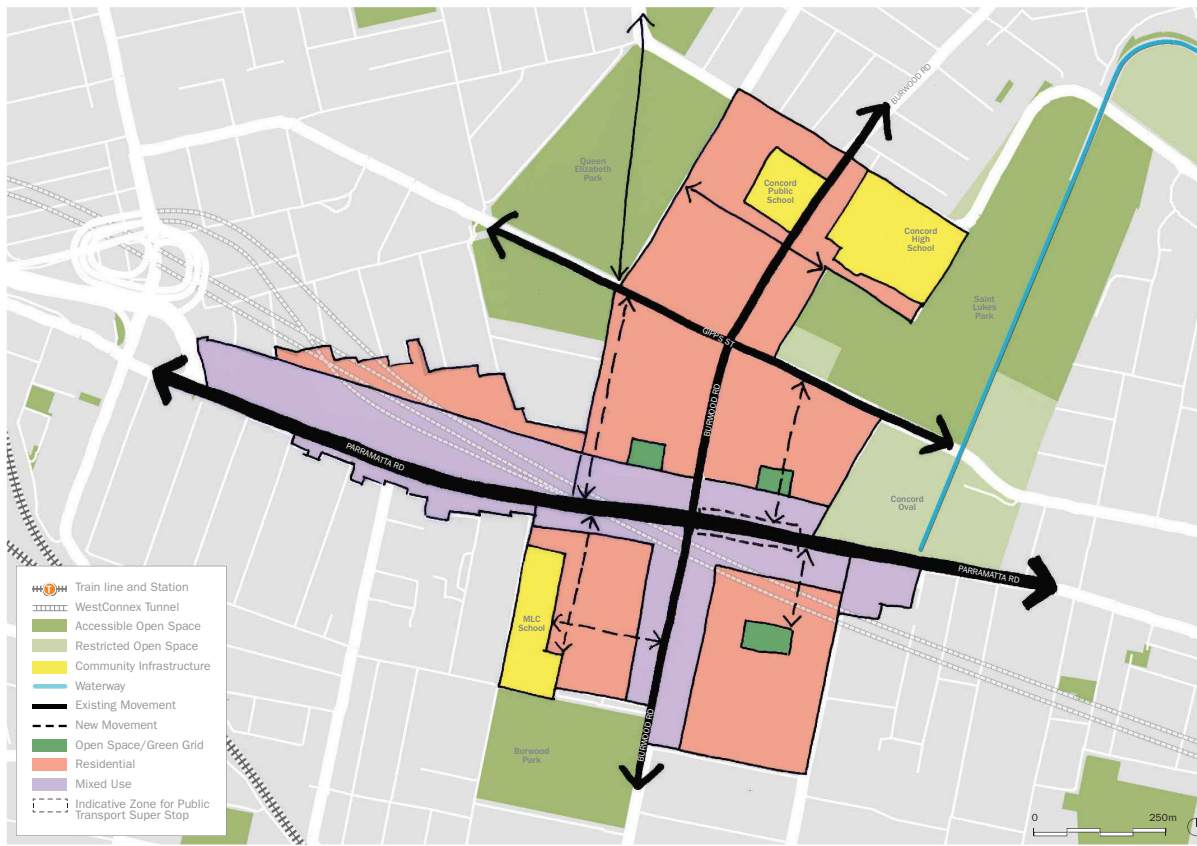 BURWOOD RD
Queen
Elizabeth
Park
Concord
Public
School
Concord
High
School
Saint
Lukes
Park
GIPPS ST
BURWOOD RD
PARRAMATTA RD
Concord
Oval
PARRAMATTA RD
MLC
School
BURWOOD RD
Burwood
Park
T
Train line and Station
WestConnex Tunnel
Accessible Open Space
Restricted Open Space
Community Infrastructure
Waterway
Existing Movement
New Movement
Open Space/Green Grid
Residential
Mixed Use
Indicative Zone for Public
Transport Super Stop
0 250m